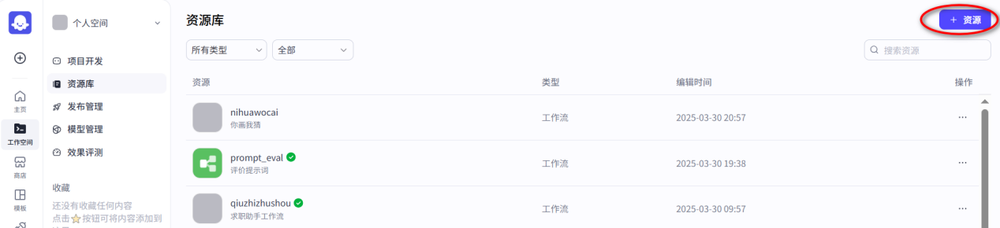 个人空间
资源库
+ 资源
所有类型
全部
搜索资源
项目开发
资源库
发布管理
模型管理
效果评测
收藏
还没有收藏任何内容
点击⭐按钮可将内容添加到
主页
工作空间
商店
模板
资源 类型 编辑时间 操作
nihuawocai
你画我猜
工作流 2025-03-30 20:57 ...
prompt_eval
评价提示词
工作流 2025-03-30 19:38 ...
qiuzhizhushou
求职助手工作流
工作流 2025-03-30 09:57 ...